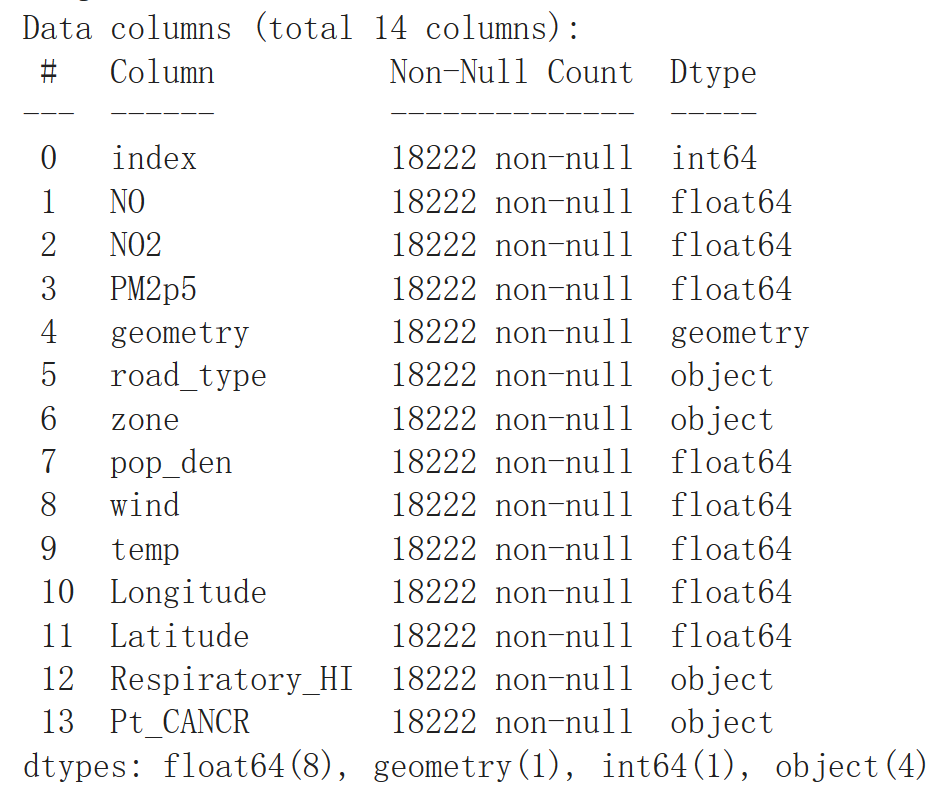 Data columns (total 14 columns):
 #   Column          Non-Null Count  Dtype
---  ------          --------------  -----
 0   index           18222 non-null  int64
 1   NO              18222 non-null  float64
 2   NO2             18222 non-null  float64
 3   PM2p5           18222 non-null  float64
 4   geometry        18222 non-null  geometry
 5   road_type       18222 non-null  object
 6   zone            18222 non-null  object
 7   pop_den         18222 non-null  float64
 8   wind            18222 non-null  float64
 9   temp            18222 non-null  float64
 10  Longitude       18222 non-null  float64
 11  Latitude        18222 non-null  float64
 12  Respiratory_HI  18222 non-null  object
 13  Pt_CANCR        18222 non-null  object
dtypes: float64(8), geometry(1), int64(1), object(4)